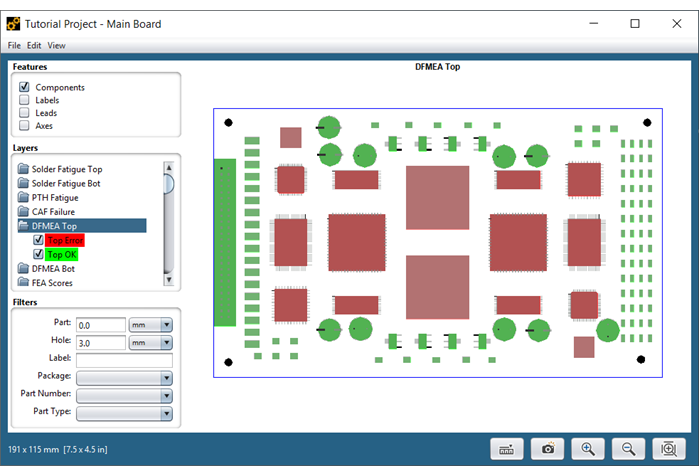 Tutorial Project - Main Board
File Edit View
Features
Components
Labels
Leads
Axes
Layers
Solder Fatigue Top
Solder Fatigue Bot
PTH Fatigue
CAF Failure
DFMEA Top
Top Error
Top OK
DFMEA Bot
FEA Scores
Filters
Part: 0.0 mm
Hole: 3.0 mm
Label:
Package:
Part Number:
Part Type:
DFMEA Top
191 x 115 mm [7.5 x 4.5 in]